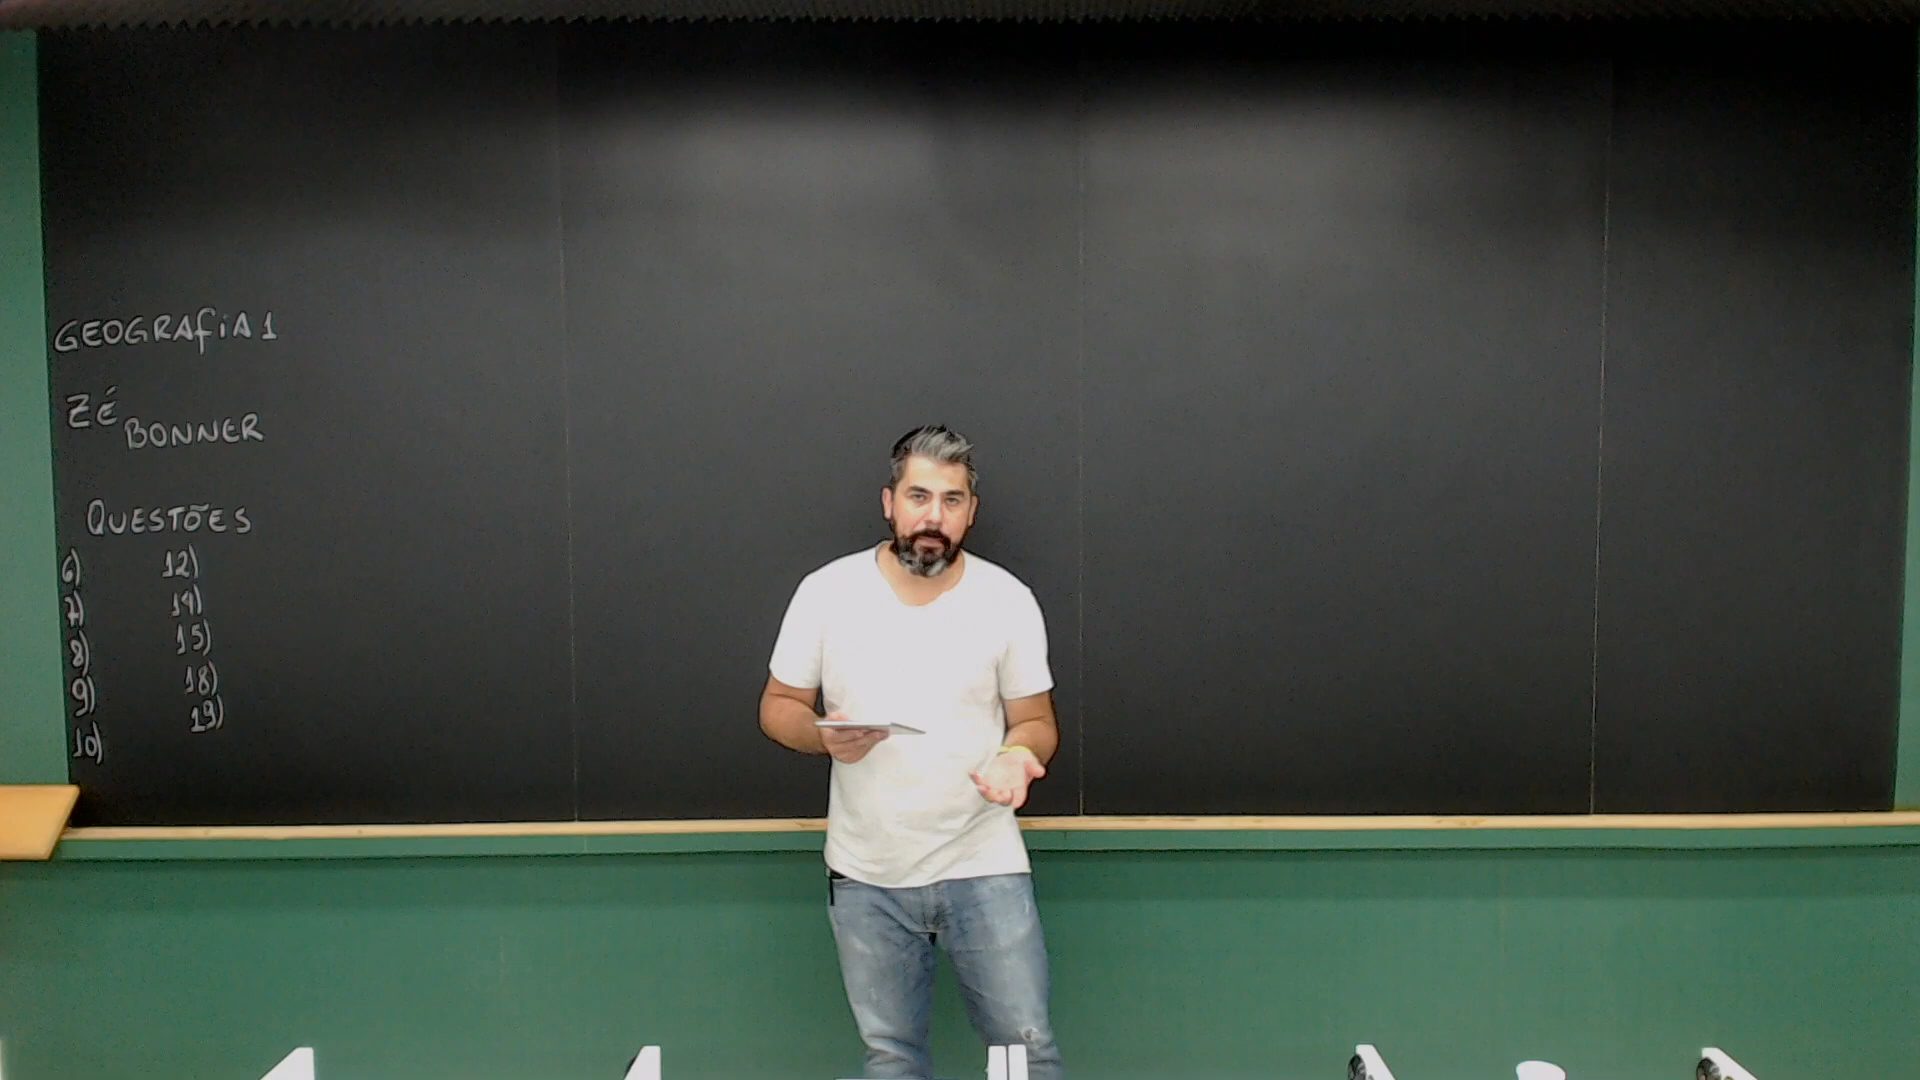 GEOGRAFiA 1
ZÉ
BONNER
QUESTÕES
6) 12)
7) 14)
8) 15)
9) 18)
10) 19)